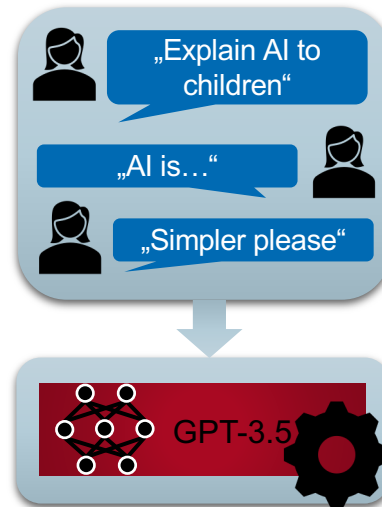 „Explain AI to
children“
„AI is…“
„Simpler please“
GPT-3.5